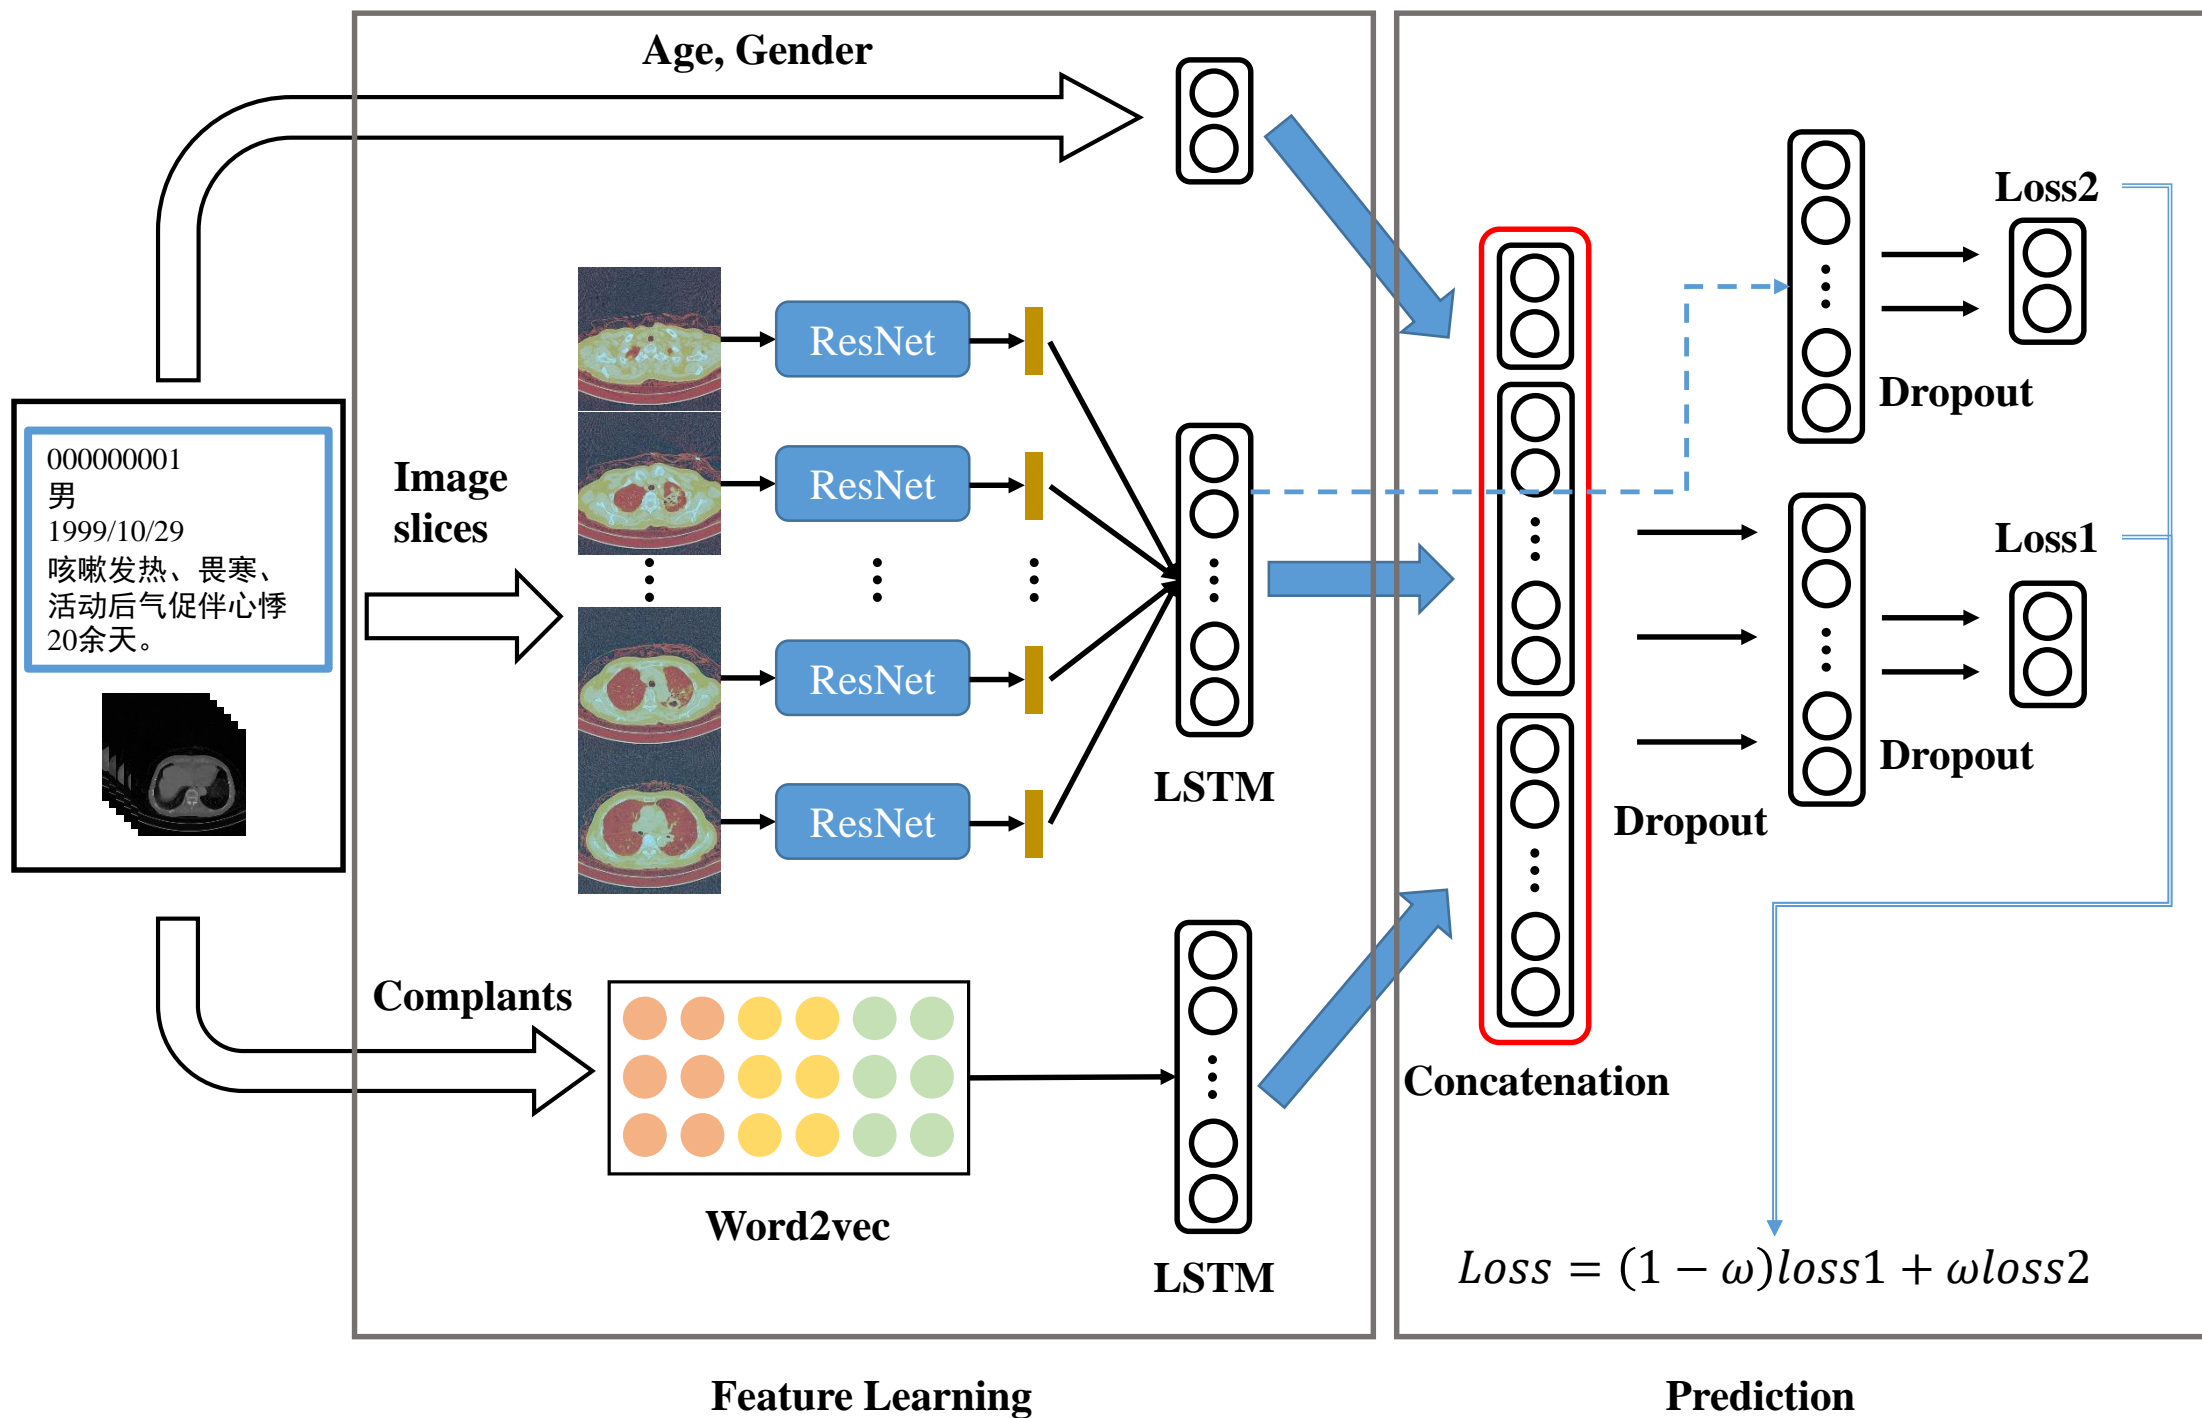 Age, Gender
000000001
男
1999/10/29
咳嗽发热、畏寒、
活动后气促伴心悸
20余天。
Image
slices
ResNet
ResNet
ResNet
ResNet
LSTM
Complants
Word2vec
LSTM
Feature Learning
Concatenation
Dropout
Loss2
Dropout
Loss1
Dropout
Loss = (1 − ω)loss1 + ωloss2
Prediction